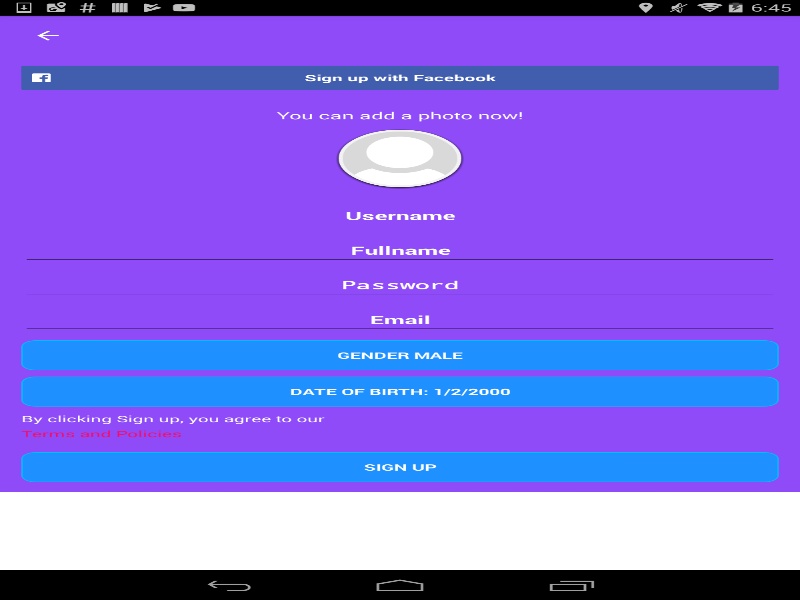 6:45
Sign up with Facebook
You can add a photo now!
Username
Fullname
Password
Email
GENDER MALE
DATE OF BIRTH: 1/2/2000
By clicking Sign up, you agree to our
Terms and Policies
SIGN UP